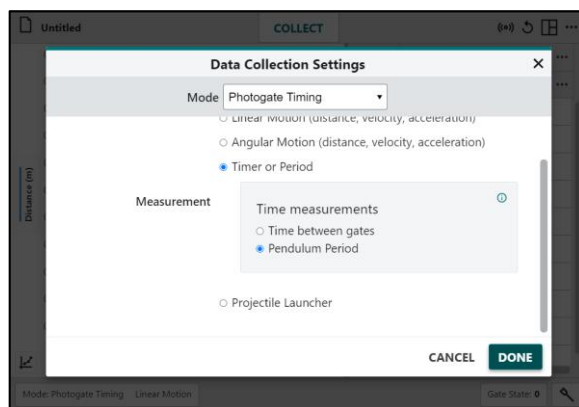 Untitled
COLLECT
Data Collection Settings
Mode Photogate Timing
Linear Motion (distance, velocity, acceleration)
Angular Motion (distance, velocity, acceleration)
Timer or Period
Distance (m)
Measurement
Time measurements
Time between gates
Pendulum Period
Projectile Launcher
CANCEL DONE
Mode: Photogate Timing Linear Motion Gate State: 0